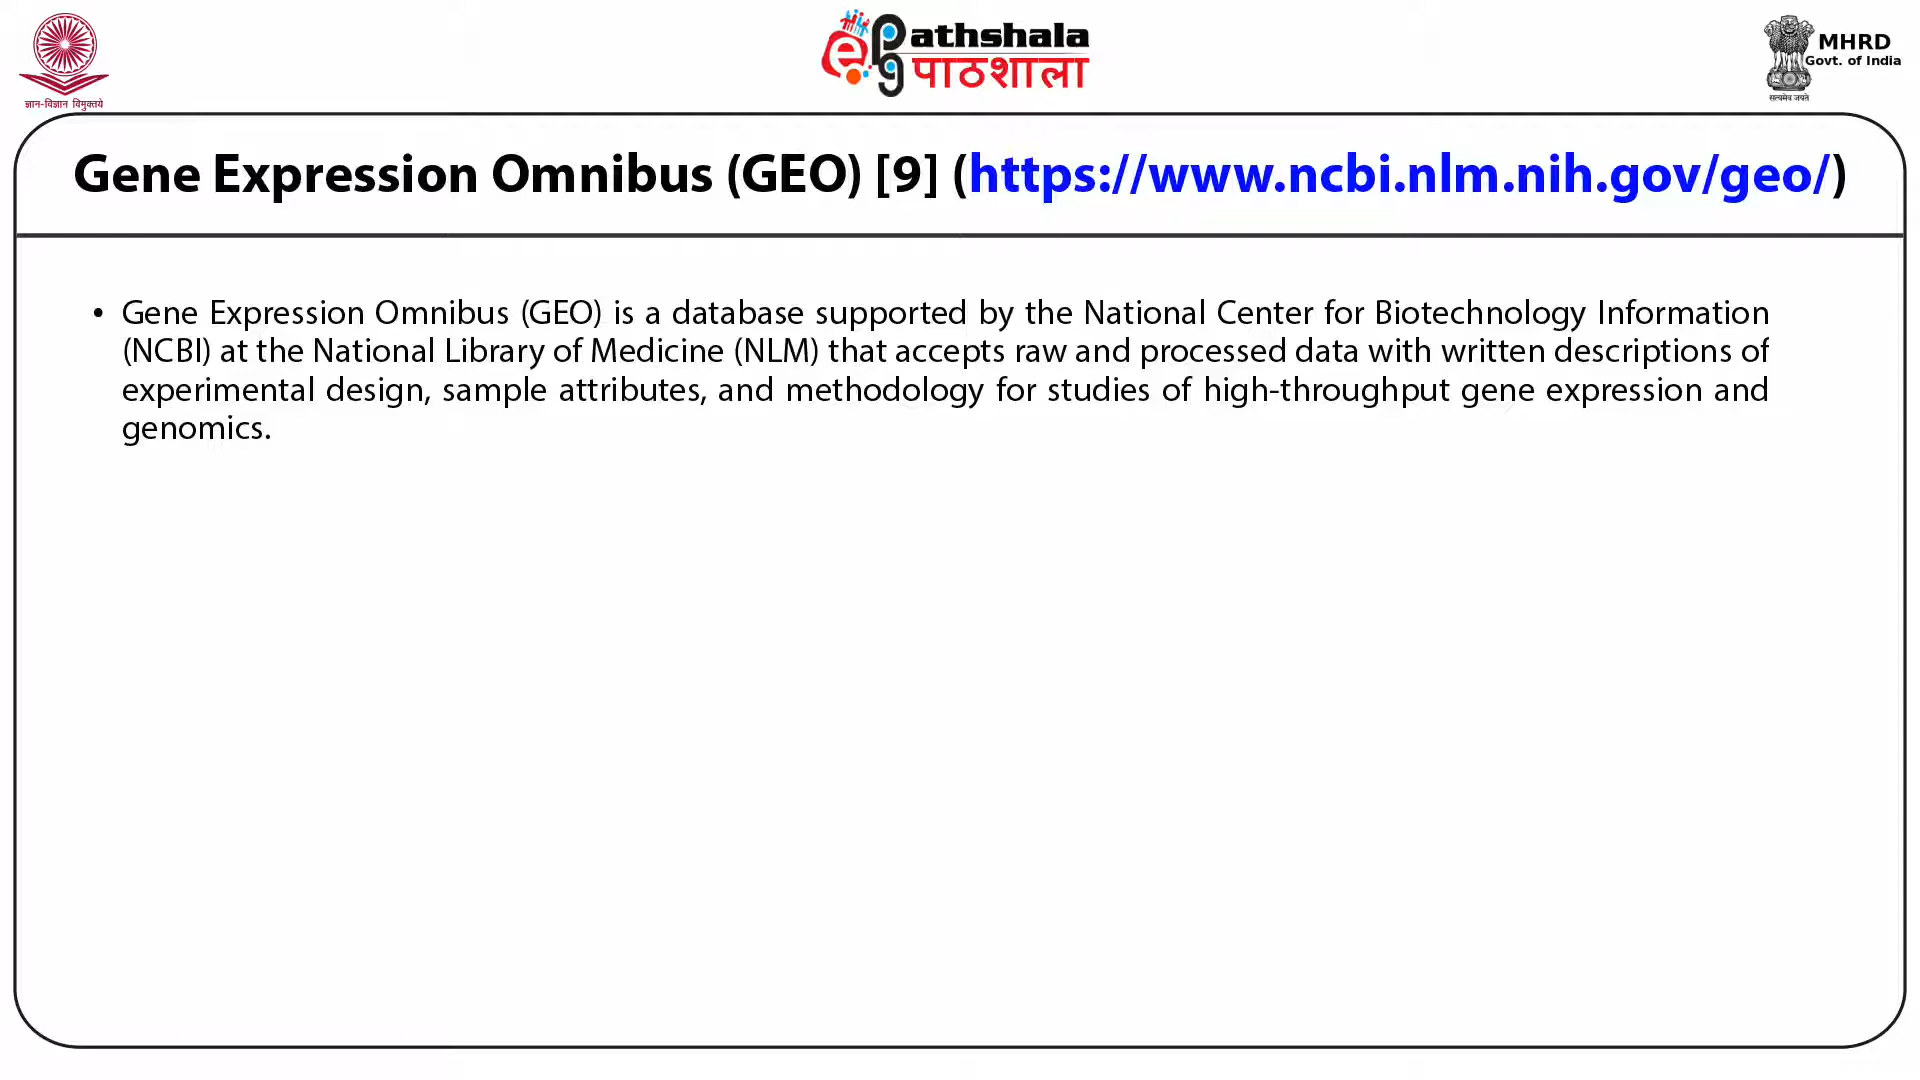 ज्ञान-विज्ञान विमुक्तये
ePG athshala
पाठशाला
MHRD
Govt. of India
सत्यमेव जयते
Gene Expression Omnibus (GEO) [9] (https://www.ncbi.nlm.nih.gov/geo/)
• Gene Expression Omnibus (GEO) is a database supported by the National Center for Biotechnology Information
(NCBI) at the National Library of Medicine (NLM) that accepts raw and processed data with written descriptions of
experimental design, sample attributes, and methodology for studies of high-throughput gene expression and
genomics.